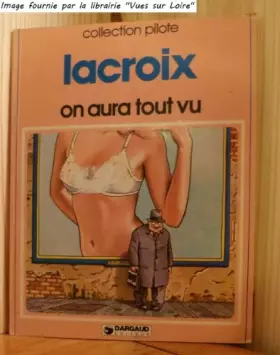 Image fournie par la librairie "Vues sur Loire"
collection pilote
lacroix
on aura tout vu
DARGAUD